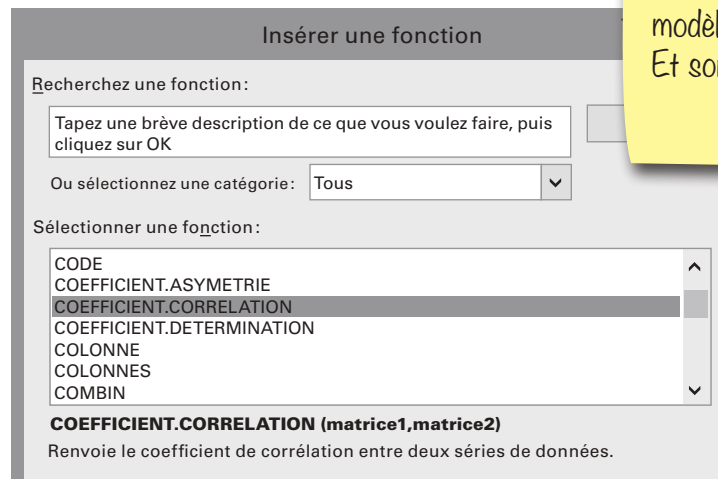 Insérer une fonction
Et
Recherchez une fonction:
Tapez une brève description de ce que vous voulez faire, puis
cliquez sur OK
Ou sélectionnez une catégorie: Tous
Sélectionner une fonction:
CODE
COEFFICIENT.ASYMETRIE
COEFFICIENT.CORRELATION
COEFFICIENT.DETERMINATION
COLONNE
COLONNES
COMBIN
COEFFICIENT.CORRELATION (matrice1,matrice2)
Renvoie le coefficient de corrélation entre deux séries de données.